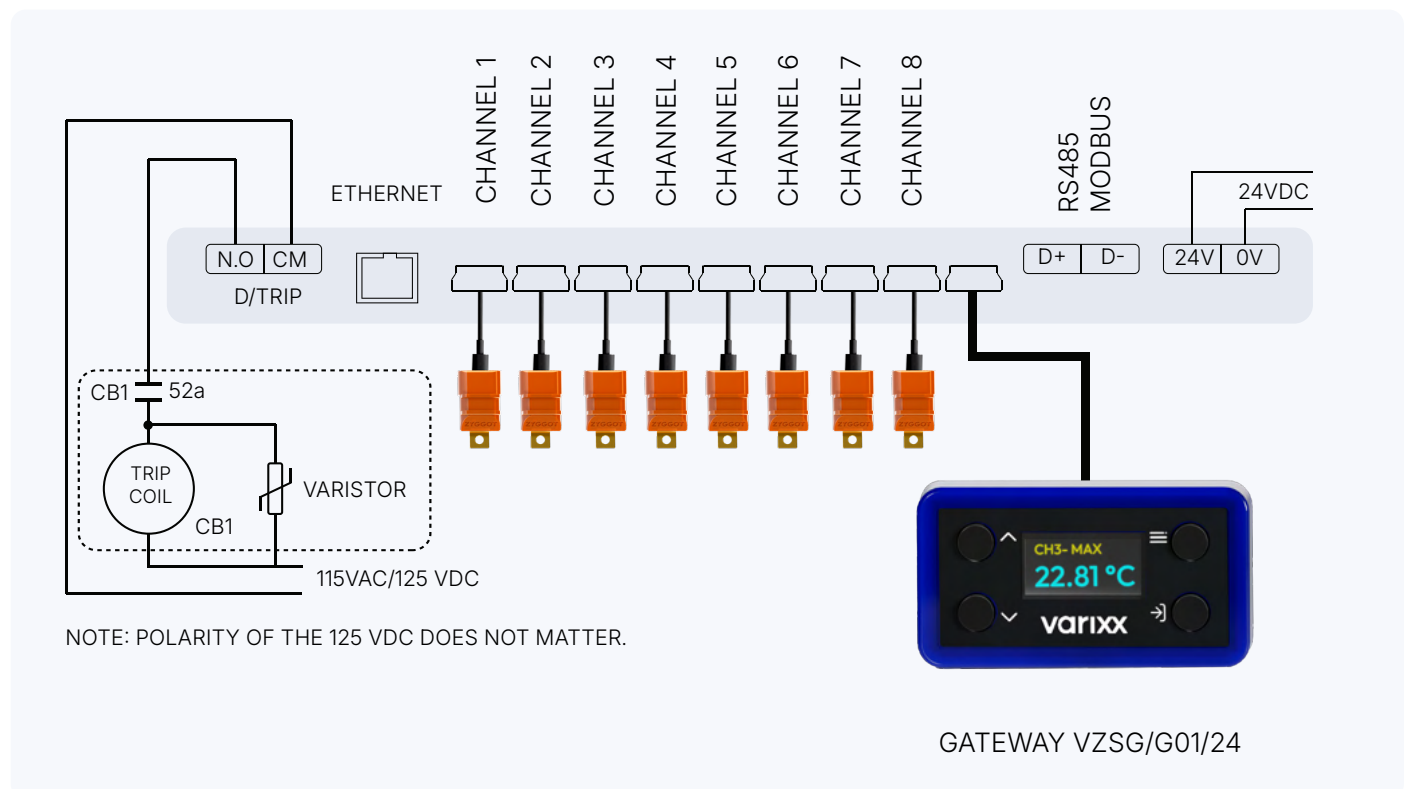 CHANNEL 1
CHANNEL 2
CHANNEL 3
CHANNEL 4
CHANNEL 5
CHANNEL 6
CHANNEL 7
CHANNEL 8
RS485
MODBUS
ETHERNET
24VDC
N.O CM
D/TRIP
D+ D-
24V 0V
CB1 52a
TRIP
COIL
CB1
VARISTOR
115VAC/125 VDC
NOTE: POLARITY OF THE 125 VDC DOES NOT MATTER.
CH3- MAX
22.81 °C
varixx
GATEWAY VZSG/G01/24